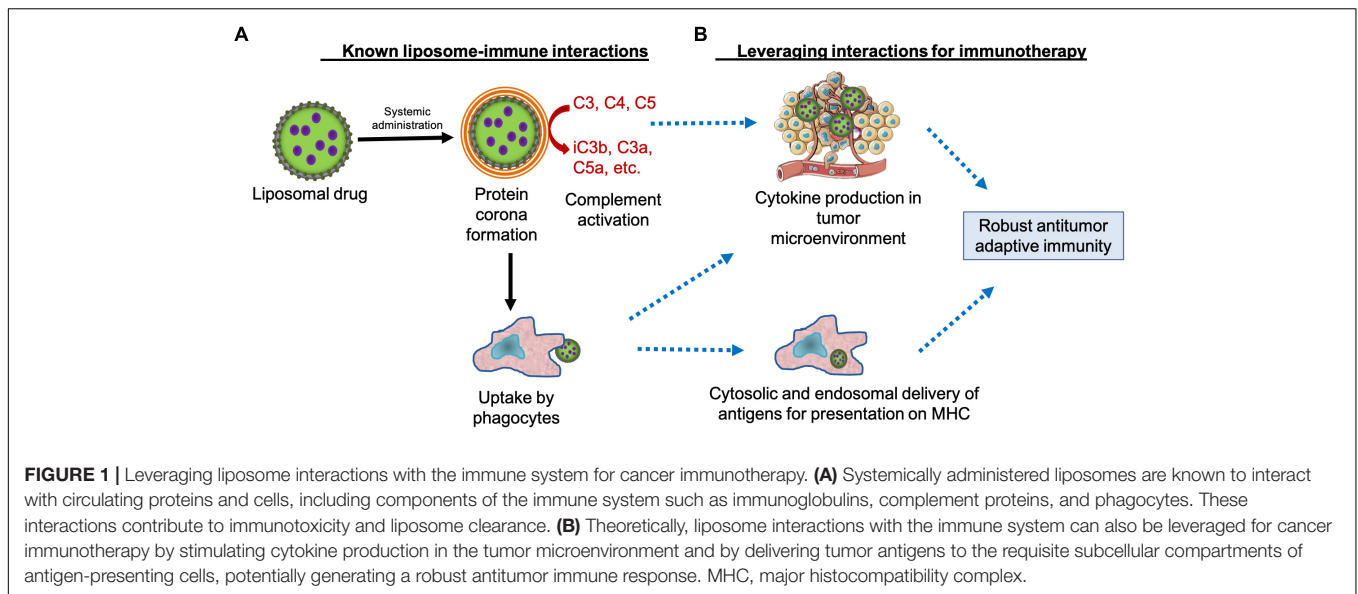 A
Known liposome-immune interactions
Liposomal drug
Systemic
administration
Protein
corona
formation
C3, C4, C5
iC3b, C3a,
C5a, etc.
Complement
activation
Uptake by
phagocytes
B
Leveraging interactions for immunotherapy
Cytokine production in
tumor
microenvironment
Cytosolic and endosomal delivery of
antigens for presentation on MHC
Robust antitumor
adaptive immunity
FIGURE 1 | Leveraging liposome interactions with the immune system for cancer immunotherapy. (A) Systemically administered liposomes are known to interact
with circulating proteins and cells, including components of the immune system such as immunoglobulins, complement proteins, and phagocytes. These
interactions contribute to immunotoxicity and liposome clearance. (B) Theoretically, liposome interactions with the immune system can also be leveraged for cancer
immunotherapy by stimulating cytokine production in the tumor microenvironment and by delivering tumor antigens to the requisite subcellular compartments of
antigen-presenting cells, potentially generating a robust antitumor immune response. MHC, major histocompatibility complex.